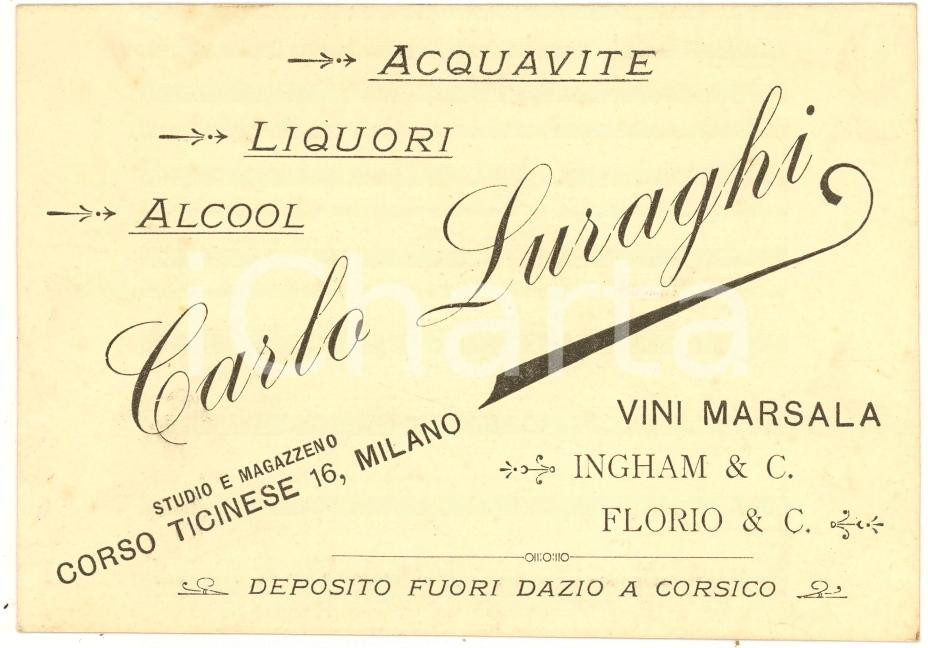 ACQUAVITE
LIQUORI
ALCOOL
Carlo Luraghi
STUDIO E MAGAZZENO
CORSO TICINESE 16, MILANO
VINI MARSALA
INGHAM & C.
FLORIO & C.
DEPOSITO FUORI DAZIO A CORSICO
iCharta